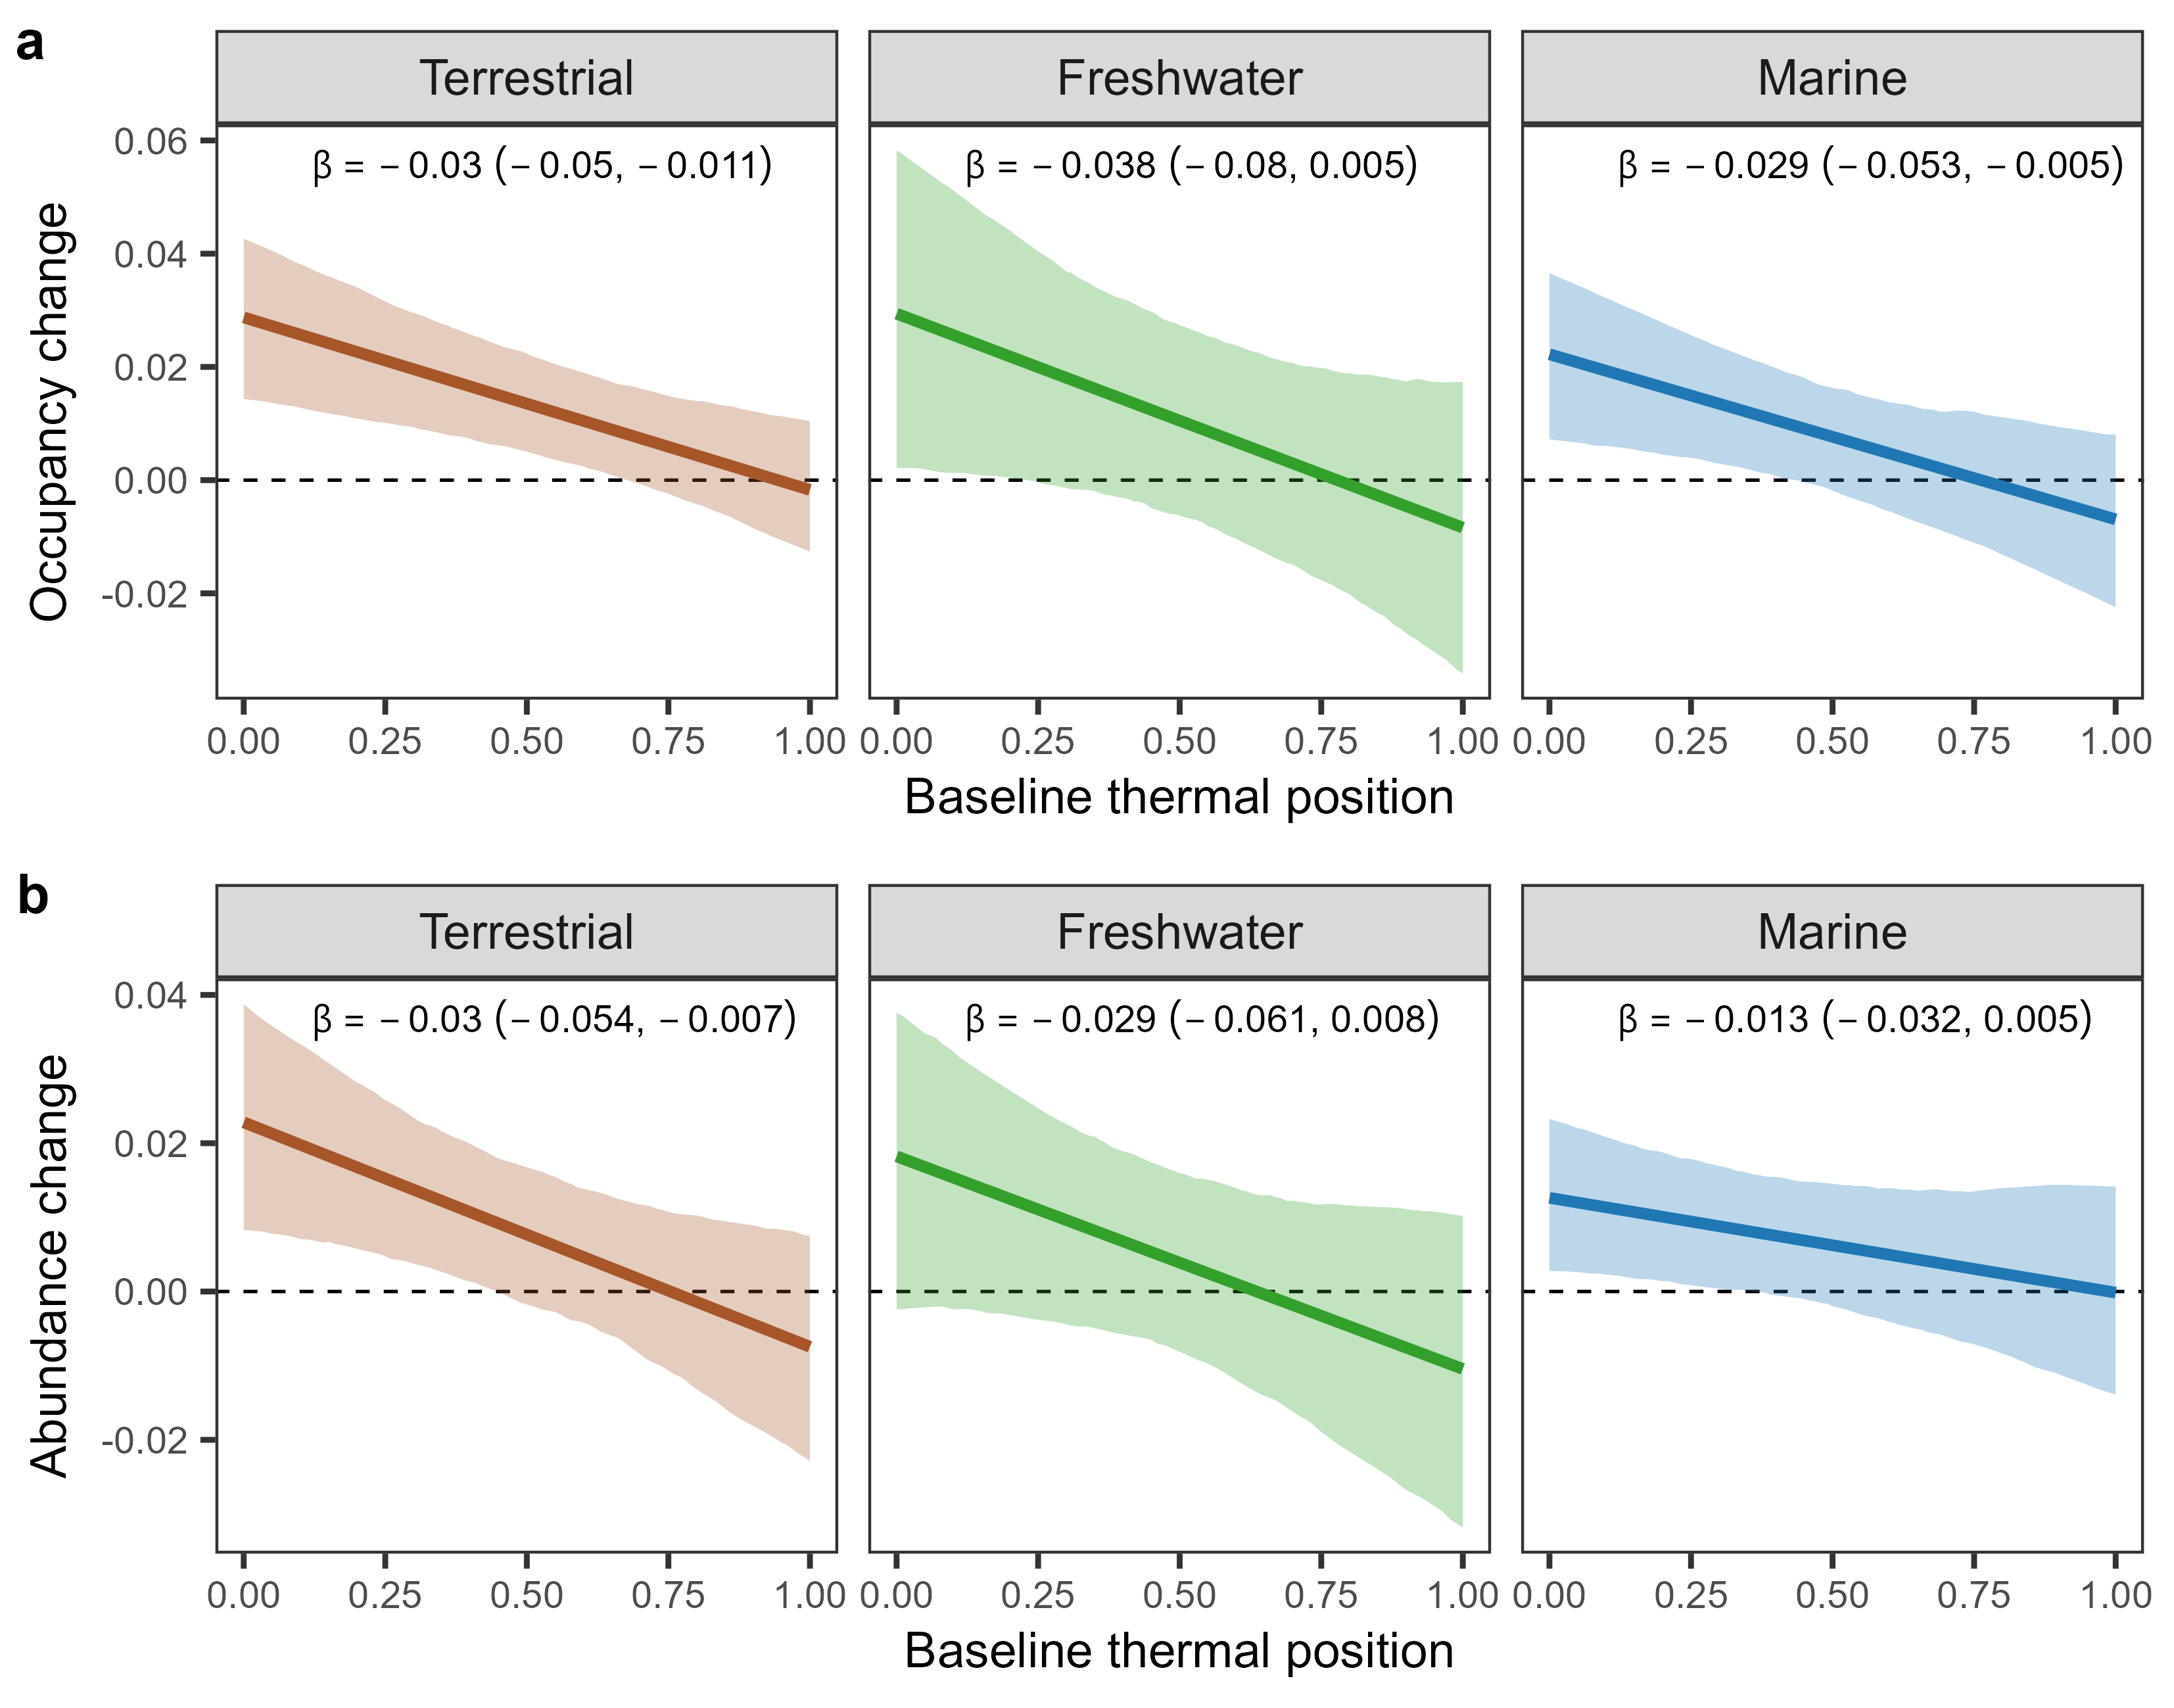 a
Terrestrial Freshwater Marine
β = − 0.03 (− 0.05, − 0.011) β = − 0.038 (− 0.08, 0.005) β = − 0.029 (− 0.053, − 0.005)
Occupancy change
0.06
0.04
0.02
0.00
-0.02
0.00 0.25 0.50 0.75 1.00 0.00 0.25 0.50 0.75 1.00 0.00 0.25 0.50 0.75 1.00
Baseline thermal position
b
Terrestrial Freshwater Marine
β = − 0.03 (− 0.054, − 0.007) β = − 0.029 (− 0.061, 0.008) β = − 0.013 (− 0.032, 0.005)
Abundance change
0.04
0.02
0.00
-0.02
0.00 0.25 0.50 0.75 1.00 0.00 0.25 0.50 0.75 1.00 0.00 0.25 0.50 0.75 1.00
Baseline thermal position